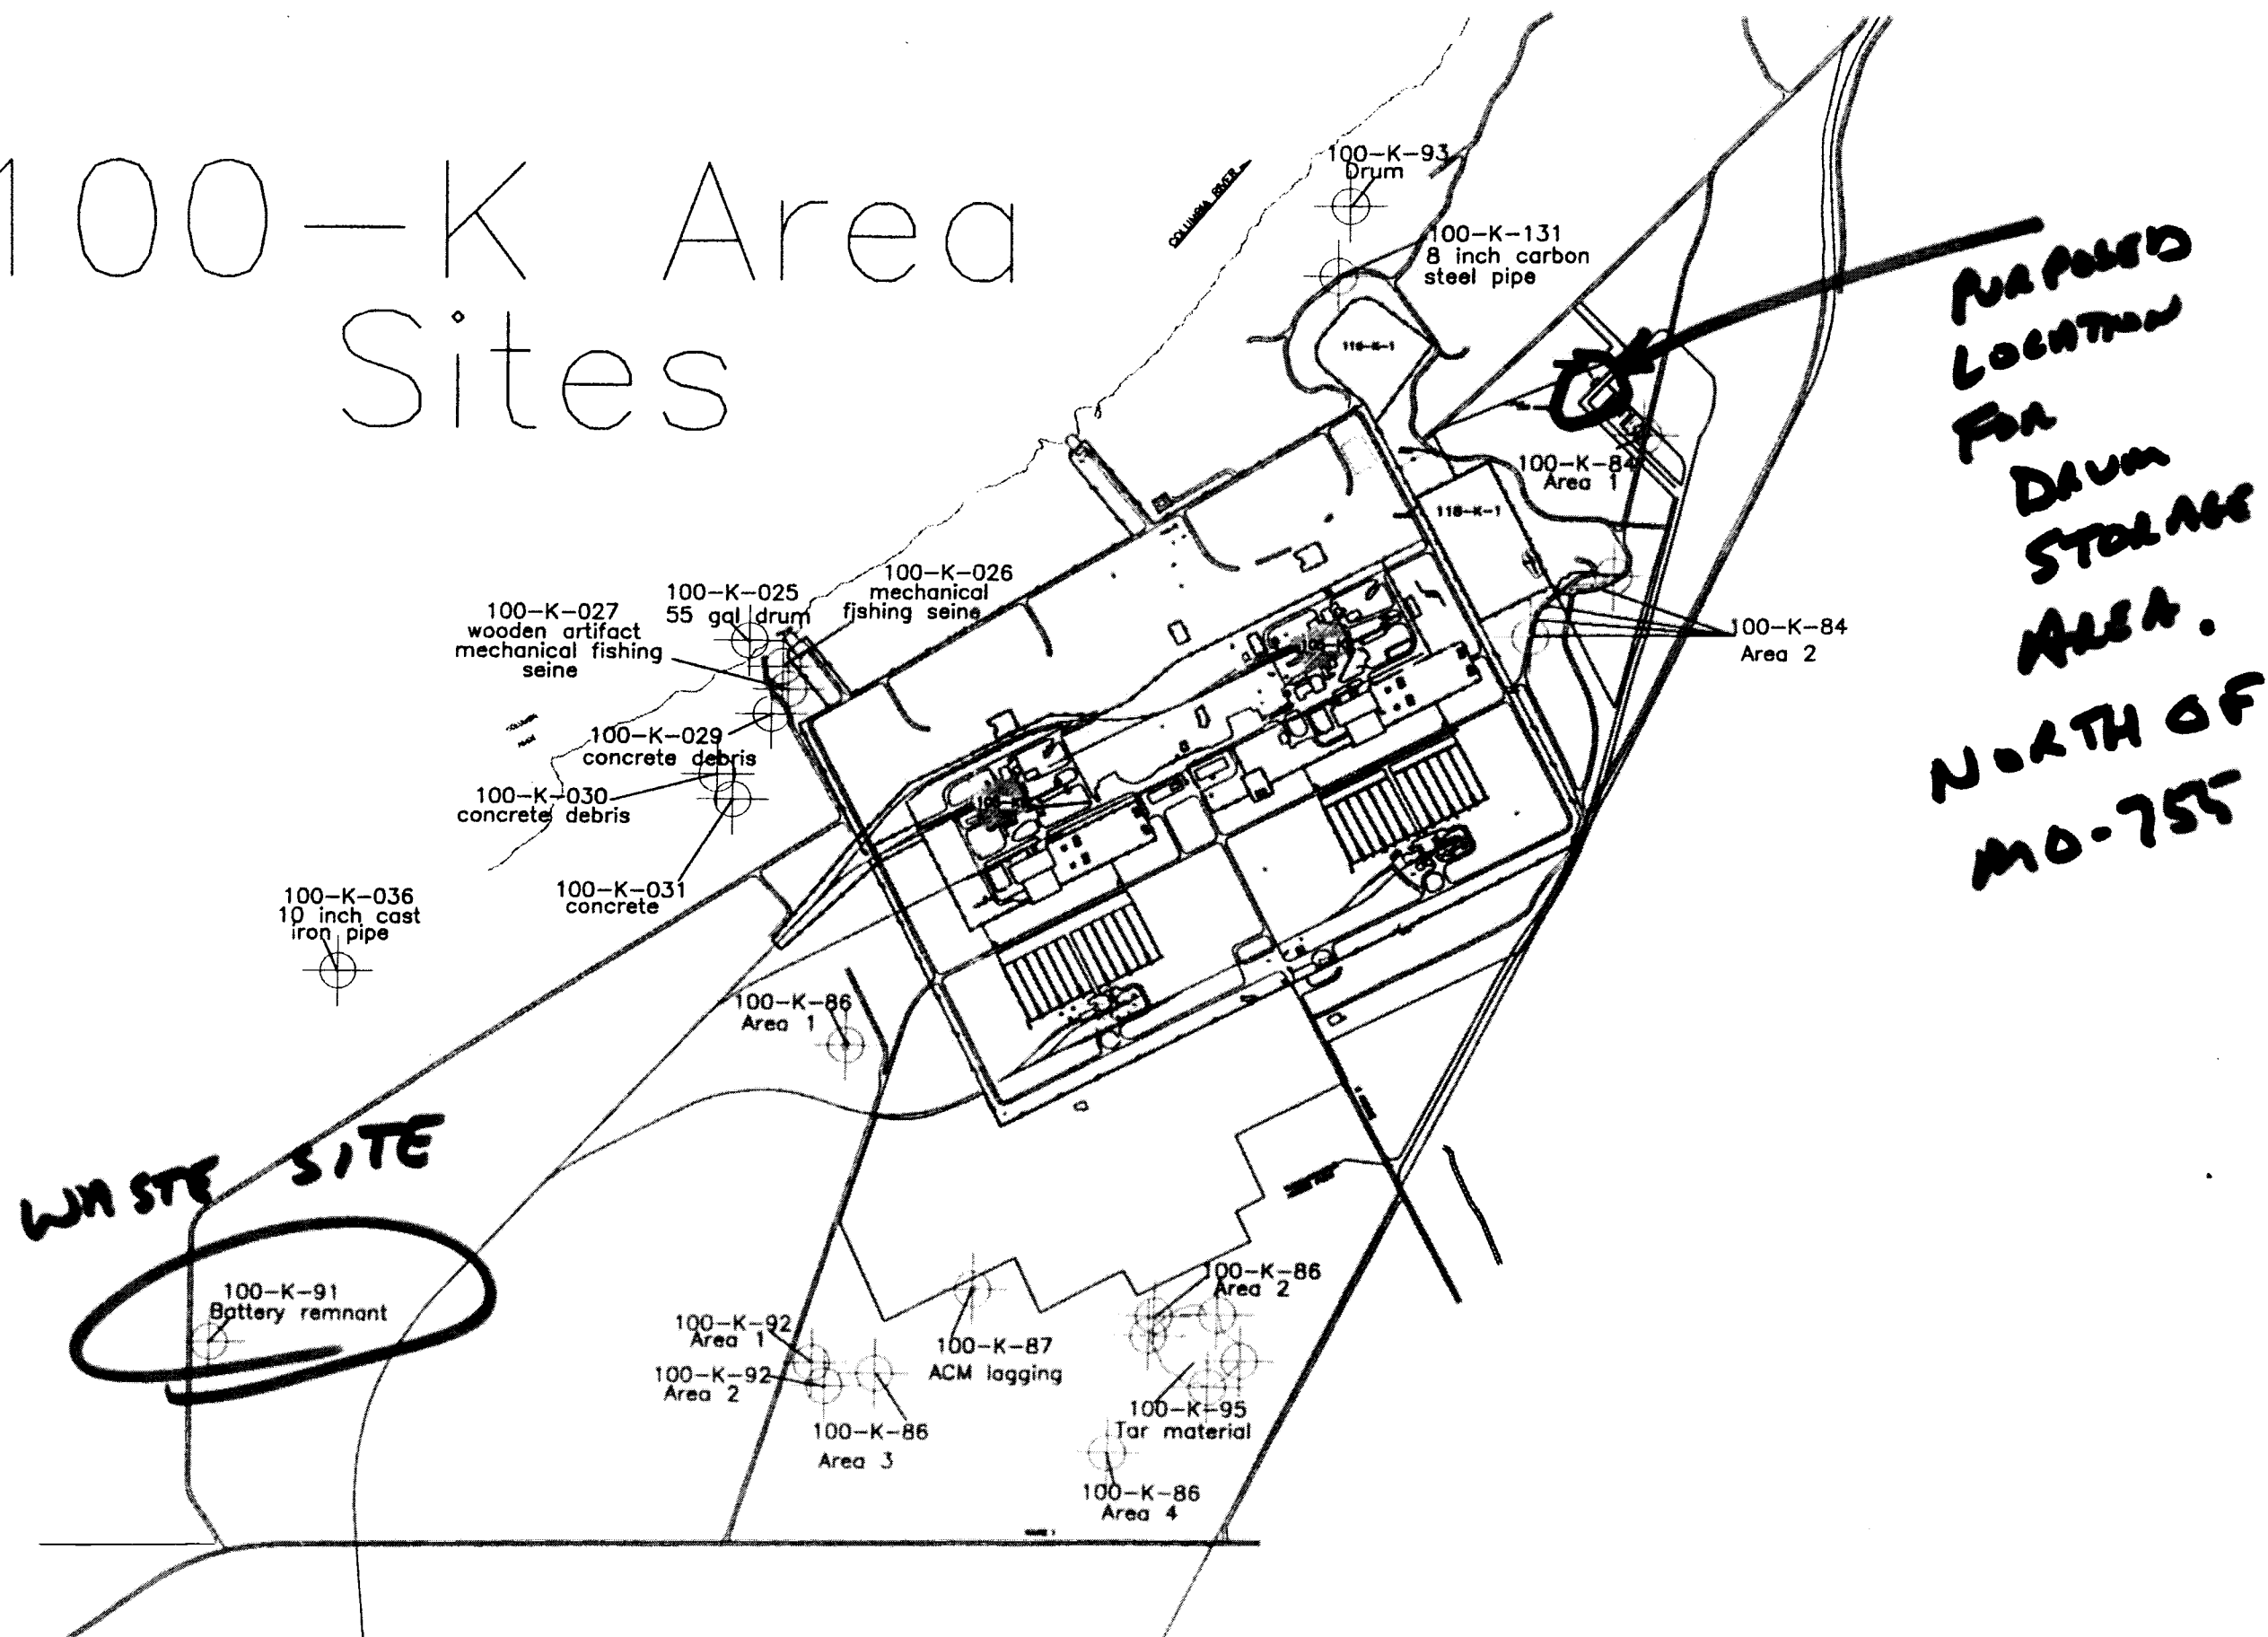 100-K Area
Sites
COLUMBIA RIVER
100-K-93
Drum
100-K-131
8 inch carbon
steel pipe
118-K-1
PURPOSED
LOCATION
FOR
DRUM
STORAGE
AREA.
NORTH OF
MO-755
100-K-84
Area 1
118-K-1
100-K-84
Area 2
100-K-025
55 gal drum
100-K-026
mechanical
fishing seine
100-K-027
wooden artifact
mechanical fishing
seine
100-K-029
concrete debris
100-K-030
concrete debris
100-K-031
concrete
100-K-036
10 inch cast
iron pipe
100-K-86
Area 1
WASTE SITE
100-K-91
Battery remnant
100-K-92
Area 1
100-K-92
Area 2
100-K-86
Area 3
100-K-87
ACM lagging
100-K-86
Area 2
100-K-95
Tar material
100-K-86
Area 4